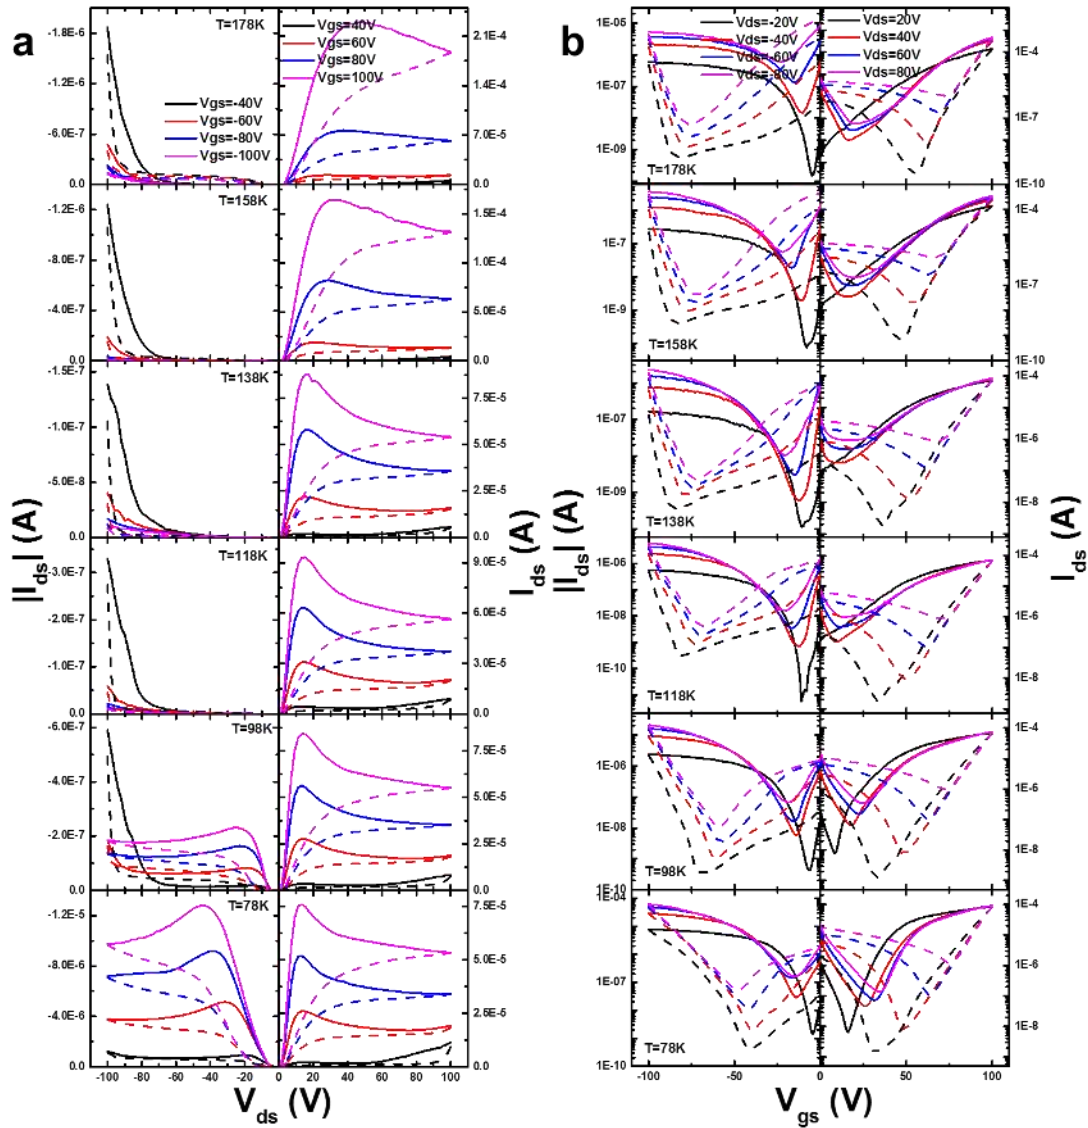 a
T=178K
Vgs=40V
Vgs=60V
Vgs=80V
Vgs=100V
Vgs=-40V
Vgs=-60V
Vgs=-80V
Vgs=-100V
-1.8E-6
-1.2E-6
-6.0E-7
0.0
2.1E-4
1.4E-4
7.0E-5
0.0
T=158K
-1.2E-6
-8.0E-7
-4.0E-7
0.0
1.5E-4
1.0E-4
5.0E-5
0.0
T=138K
-1.5E-7
-1.0E-7
-5.0E-8
0.0
7.5E-5
5.0E-5
2.5E-5
0.0
T=118K
-3.0E-7
-2.0E-7
-1.0E-7
0.0
9.0E-5
6.0E-5
3.0E-5
0.0
T=98K
-6.0E-7
-4.0E-7
-2.0E-7
0.0
7.5E-5
5.0E-5
2.5E-5
0.0
T=78K
-1.2E-5
-8.0E-6
-4.0E-6
0.0
7.5E-5
5.0E-5
2.5E-5
0.0
-100 -80 -60 -40 -20 0 20 40 60 80 100
Vds (V)
|Ids| (A)
Ids (A)
b
Vds=-20V
Vds=-40V
Vds=-60V
Vds=-80V
Vds=20V
Vds=40V
Vds=60V
Vds=80V
1E-05
1E-07
1E-09
1E-4
1E-6
1E-8
1E-10
T=178K
1E-7
1E-9
1E-4
1E-6
1E-8
1E-10
T=158K
1E-07
1E-09
1E-4
1E-6
1E-8
T=138K
1E-06
1E-08
1E-10
1E-4
1E-6
1E-8
T=118K
1E-06
1E-08
1E-10
1E-4
1E-6
1E-8
T=98K
1E-04
1E-07
1E-10
1E-4
1E-6
1E-8
T=78K
-100 -50 0 50 100
Vgs (V)
|Ids| (A)
Ids (A)